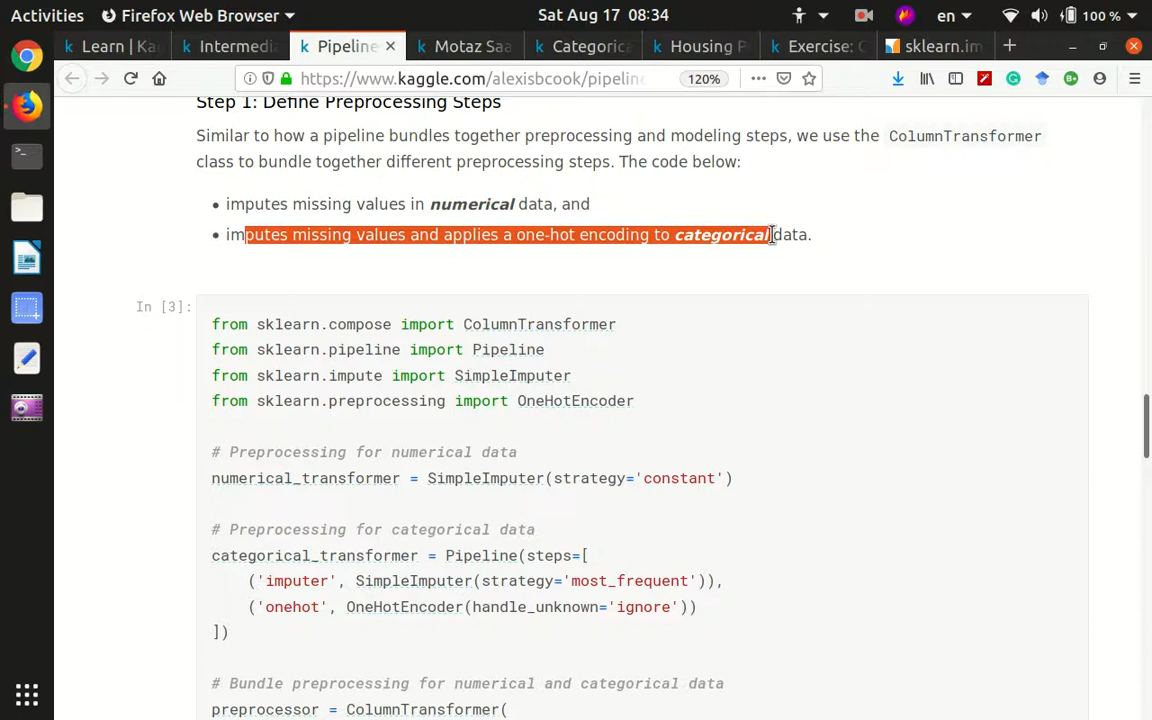 Activities Firefox Web Browser Sat Aug 17 08:34 en 100 %
Learn | Ka Intermedi Pipeline Motaz Saa Categoric Housing P Exercise: C sklearn.im
https://www.kaggle.com/alexisbcook/pipelin 120%
Step 1: Define Preprocessing Steps
Similar to how a pipeline bundles together preprocessing and modeling steps, we use the ColumnTransformer
class to bundle together different preprocessing steps. The code below:
• imputes missing values in numerical data, and
• imputes missing values and applies a one-hot encoding to categorical data.
In [3]:
from sklearn.compose import ColumnTransformer
from sklearn.pipeline import Pipeline
from sklearn.impute import SimpleImputer
from sklearn.preprocessing import OneHotEncoder
# Preprocessing for numerical data
numerical_transformer = SimpleImputer(strategy='constant')
# Preprocessing for categorical data
categorical_transformer = Pipeline(steps=[
('imputer', SimpleImputer(strategy='most_frequent')),
('onehot', OneHotEncoder(handle_unknown='ignore'))
])
# Bundle preprocessing for numerical and categorical data
preprocessor = ColumnTransformer(